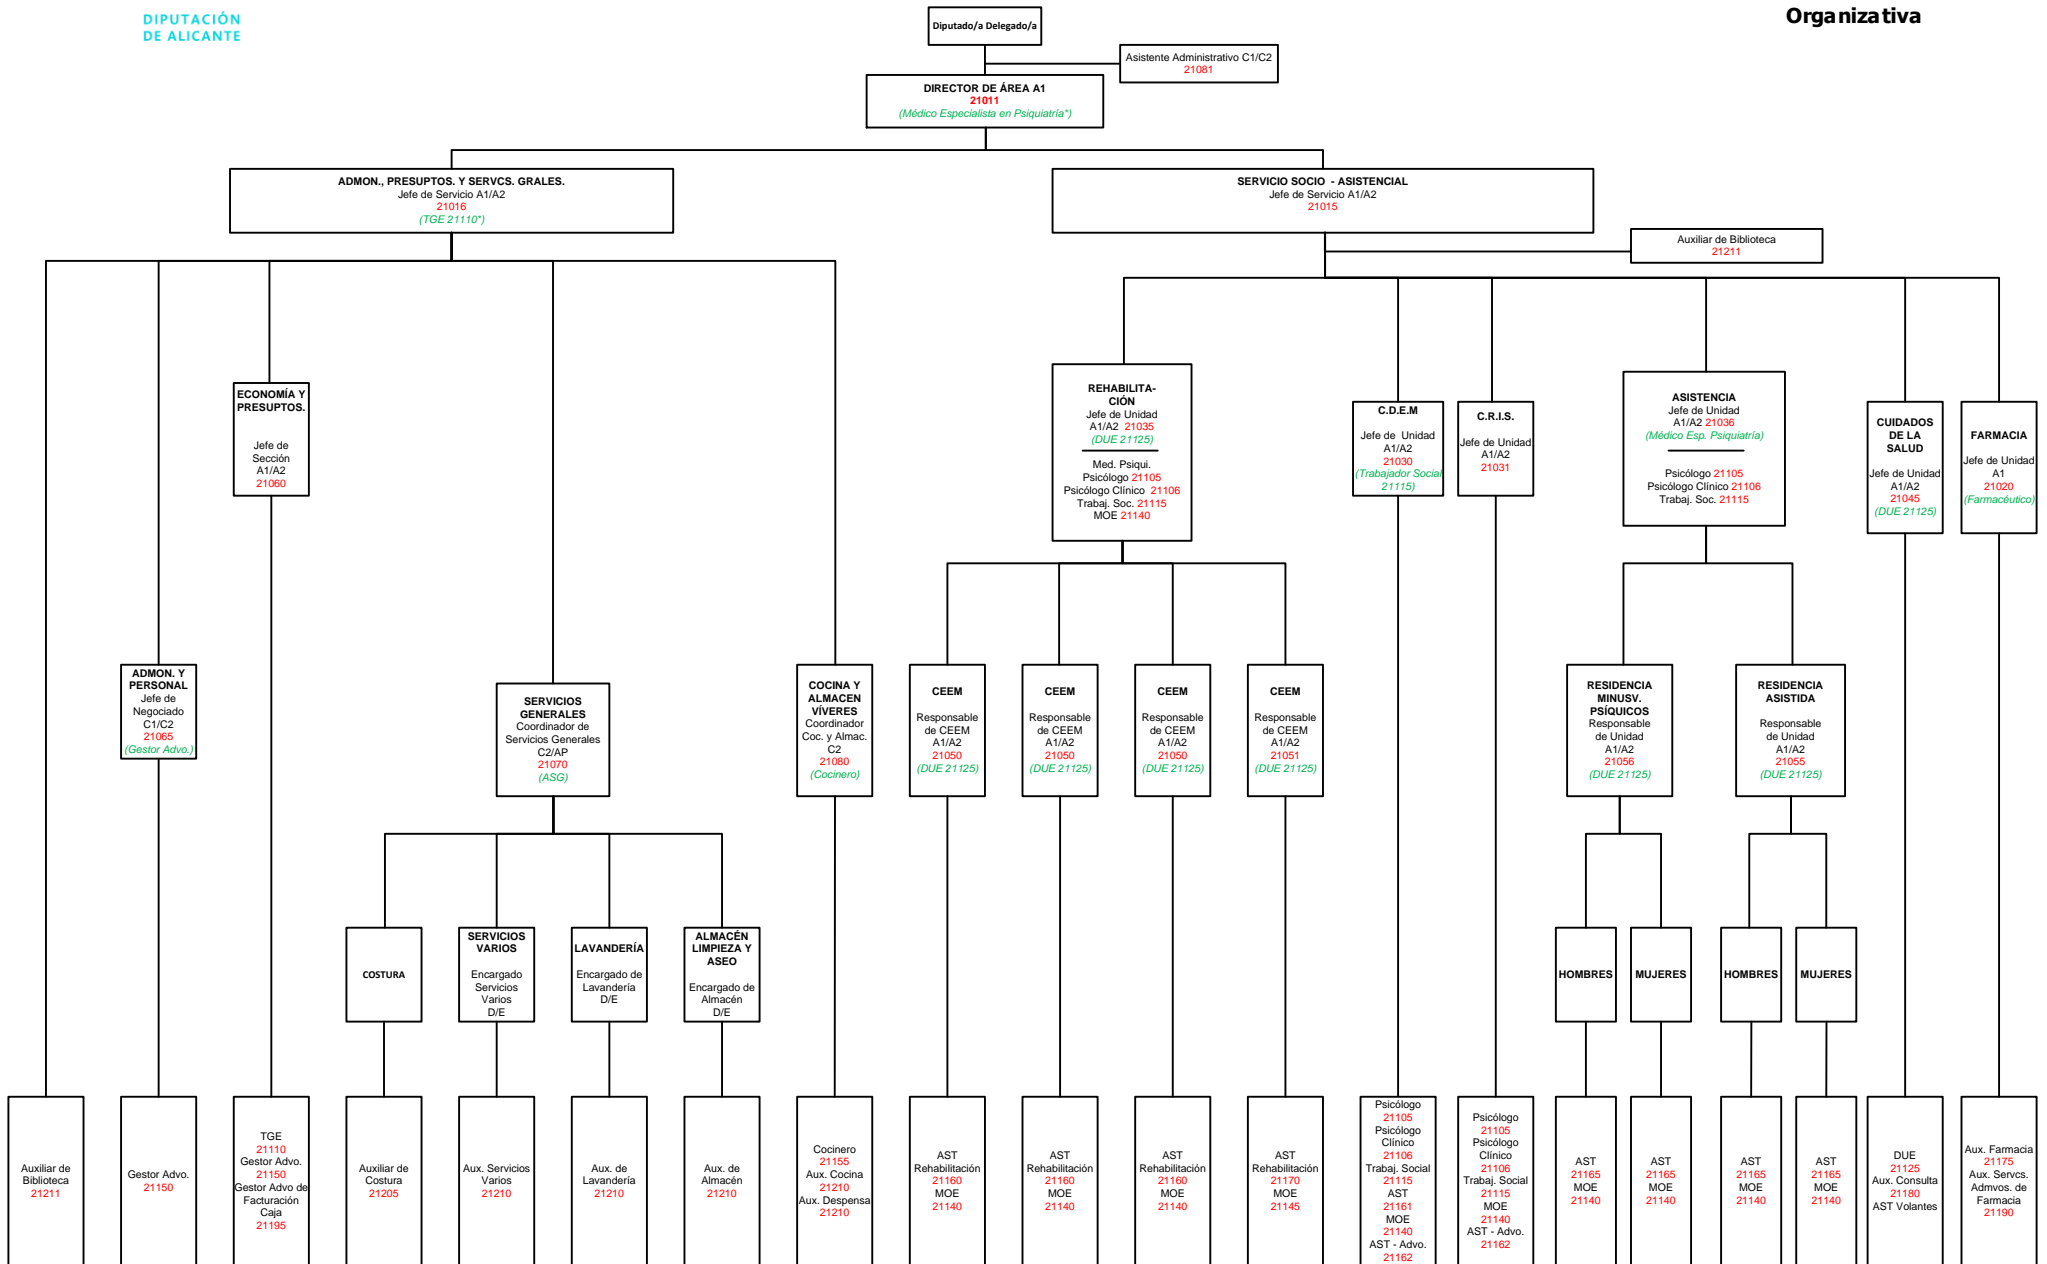 DIPUTACIÓN
DE ALICANTE
Organizativa
Diputado/a Delegado/a
Asistente Administrativo C1/C2
21081
DIRECTOR DE ÁREA A1
21011
(Médico Especialista en Psiquiatría*)
ADMON., PRESUPTOS. Y SERVCS. GRALES.
Jefe de Servicio A1/A2
21016
(TGE 21110*)
SERVICIO SOCIO - ASISTENCIAL
Jefe de Servicio A1/A2
21015
Auxiliar de Biblioteca
21211
ECONOMÍA Y
PRESUPTOS.
Jefe de
Sección
A1/A2
21060
REHABILITA-
CIÓN
Jefe de Unidad
A1/A2 21035
(DUE 21125)
Med. Psiqui.
Psicólogo 21105
Psicólogo Clínico 21106
Trabaj. Soc. 21115
MOE 21140
C.D.E.M
Jefe de Unidad
A1/A2
21030
(Trabajador Social
21115)
C.R.I.S.
Jefe de Unidad
A1/A2
21031
ASISTENCIA
Jefe de Unidad
A1/A2 21036
(Médico Esp. Psiquiatría)
Psicólogo 21105
Psicólogo Clínico 21106
Trabaj. Soc. 21115
CUIDADOS
DE LA
SALUD
Jefe de Unidad
A1/A2
21045
(DUE 21125)
FARMACIA
Jefe de Unidad
A1
21020
(Farmacéutico)
ADMON. Y
PERSONAL
Jefe de
Negociado
C1/C2
21065
(Gestor Advo.)
SERVICIOS
GENERALES
Coordinador de
Servicios Generales
C2/AP
21070
(ASG)
COCINA Y
ALMACEN
VÍVERES
Coordinador
Coc. y Almac.
C2
21080
(Cocinero)
CEEM
Responsable
de CEEM
A1/A2
21050
(DUE 21125)
CEEM
Responsable
de CEEM
A1/A2
21050
(DUE 21125)
CEEM
Responsable
de CEEM
A1/A2
21050
(DUE 21125)
CEEM
Responsable
de CEEM
A1/A2
21051
(DUE 21125)
RESIDENCIA
MINUSV.
PSÍQUICOS
Responsable
de Unidad
A1/A2
21056
(DUE 21125)
RESIDENCIA
ASISTIDA
Responsable
de Unidad
A1/A2
21055
(DUE 21125)
COSTURA
SERVICIOS
VARIOS
Encargado
Servicios
Varios
D/E
LAVANDERÍA
Encargado de
Lavandería
D/E
ALMACÉN
LIMPIEZA Y
ASEO
Encargado de
Almacén
D/E
HOMBRES
MUJERES
HOMBRES
MUJERES
Auxiliar de
Biblioteca
21211
Gestor Advo.
21150
TGE
21110
Gestor Advo.
21150
Gestor Advo de
Facturación
Caja
21195
Auxiliar de
Costura
21205
Aux. Servicios
Varios
21210
Aux. de
Lavandería
21210
Aux. de
Almacén
21210
Cocinero
21155
Aux. Cocina
21210
Aux. Despensa
21210
AST
Rehabilitación
21160
MOE
21140
AST
Rehabilitación
21160
MOE
21140
AST
Rehabilitación
21160
MOE
21140
AST
Rehabilitación
21170
MOE
21145
Psicólogo
21105
Psicólogo
Clínico
21106
Trabaj. Social
21115
AST
21161
MOE
21140
AST - Advo.
21162
Psicólogo
21105
Psicólogo
Clínico
21106
Trabaj. Social
21115
MOE
21140
AST - Advo.
21162
AST
21165
MOE
21140
AST
21165
MOE
21140
AST
21165
MOE
21140
AST
21165
MOE
21140
DUE
21125
Aux. Consulta
21180
AST Volantes
Aux. Farmacia
21175
Aux. Servcs.
Admvos. de
Farmacia
21190